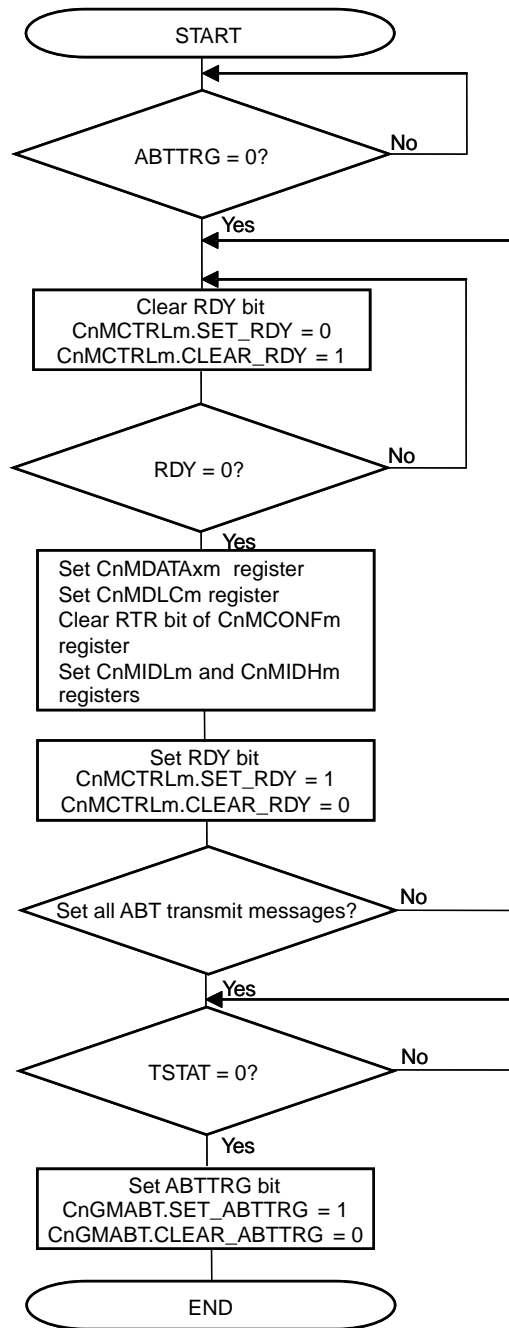 START
ABTTRG = 0?
No
Yes
Clear RDY bit
CnMCTRLm.SET_RDY = 0
CnMCTRLm.CLEAR_RDY = 1
RDY = 0?
No
Yes
Set CnMDATAxm register
Set CnMDLCm register
Clear RTR bit of CnMCONFm
register
Set CnMIDLm and CnMIDHm
registers
Set RDY bit
CnMCTRLm.SET_RDY = 1
CnMCTRLm.CLEAR_RDY = 0
Set all ABT transmit messages?
No
Yes
TSTAT = 0?
No
Yes
Set ABTTRG bit
CnGMABT.SET_ABTTRG = 1
CnGMABT.CLEAR_ABTTRG = 0
END